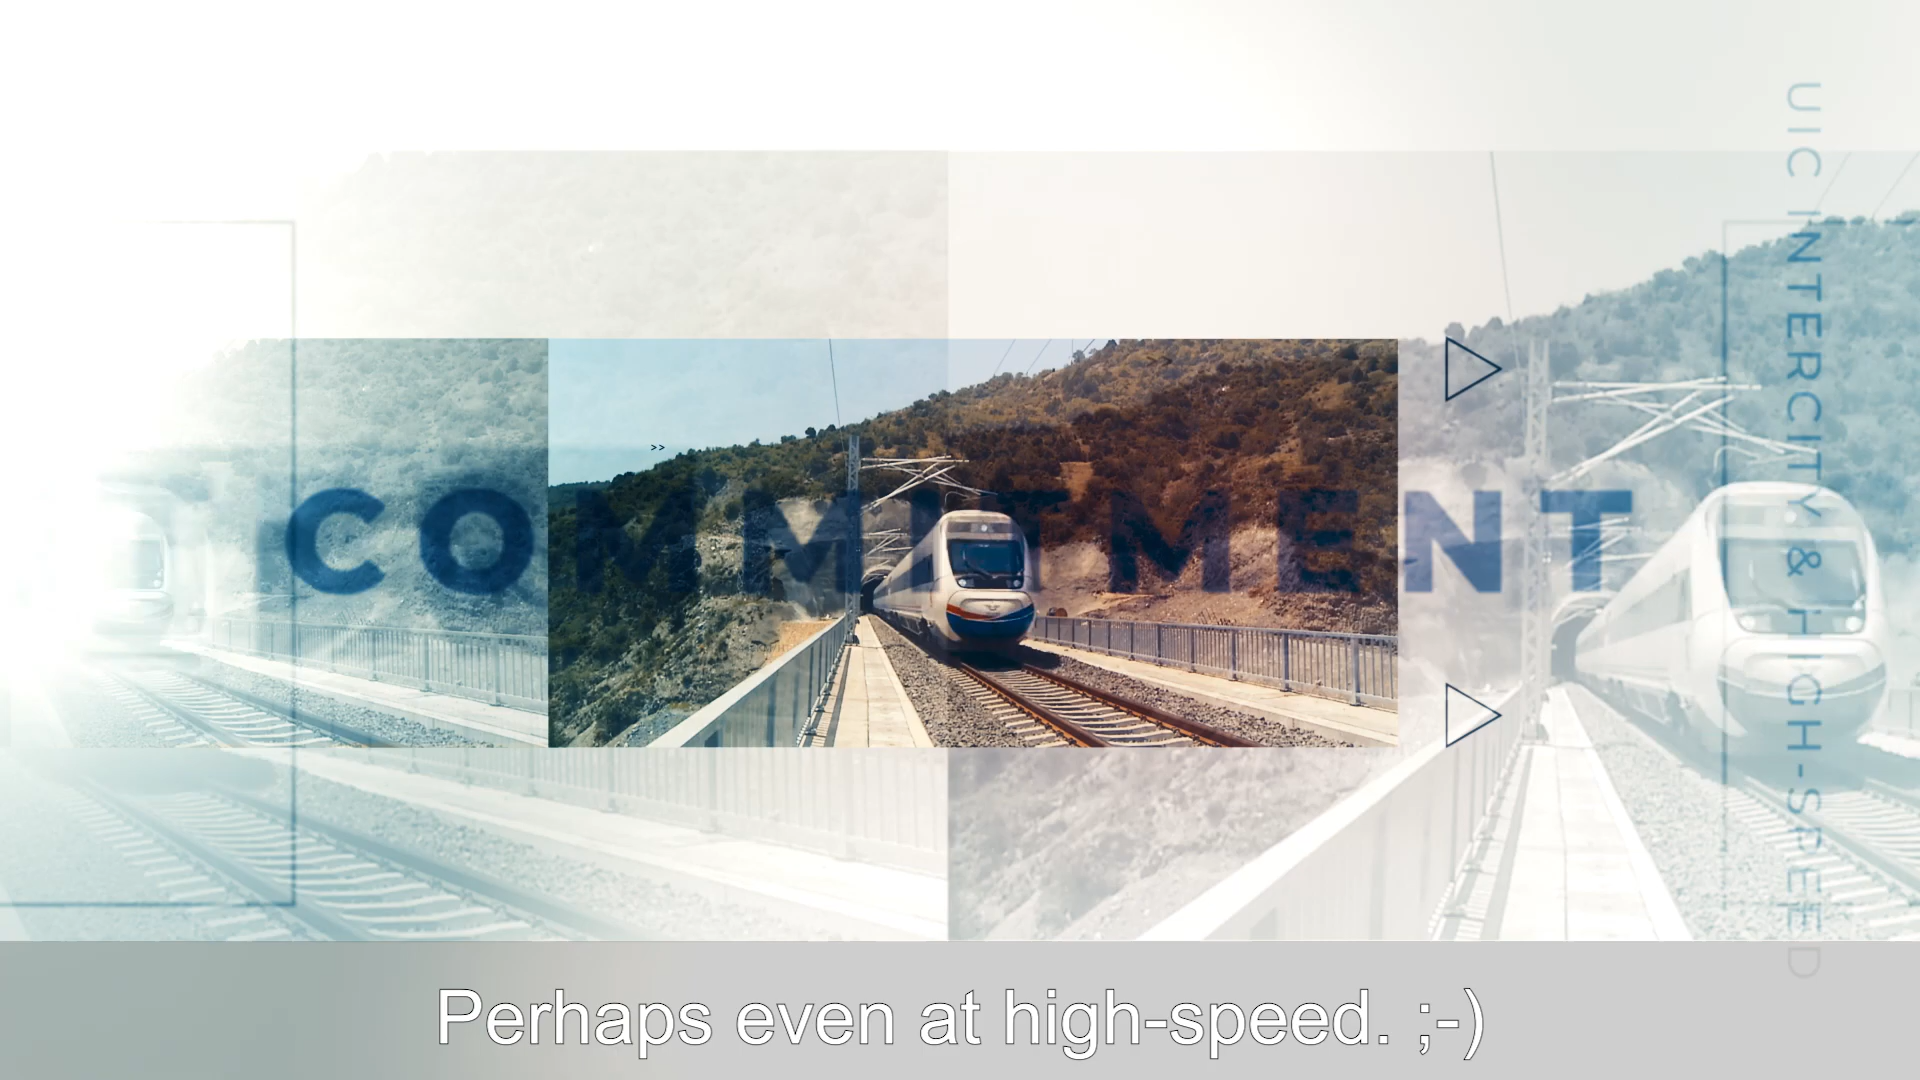 UIC INTERCITY & HIGH-SPEED
>>
COMMITMENT
Perhaps even at high-speed. ;-)